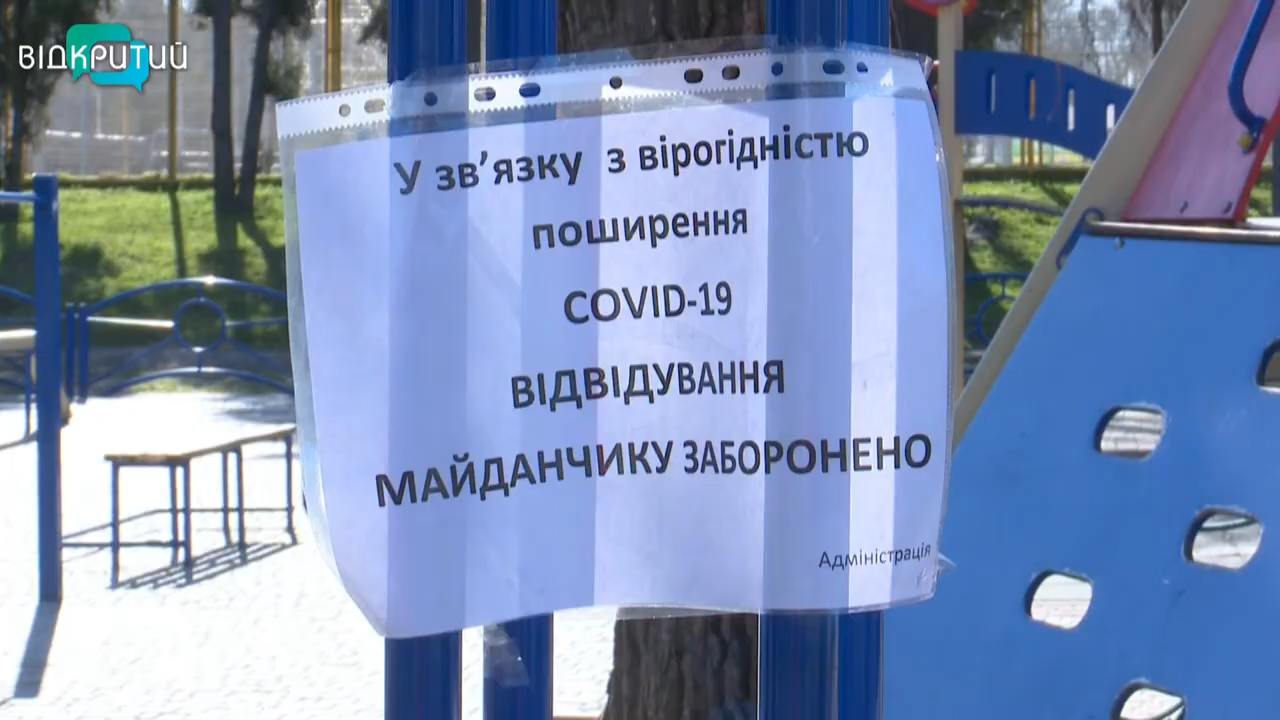 ВІДКРИТИЙ
У зв’язку з вірогідністю
поширення
COVID-19
ВІДВІДУВАННЯ
МАЙДАНЧИКУ ЗАБОРОНЕНО
Адміністрація